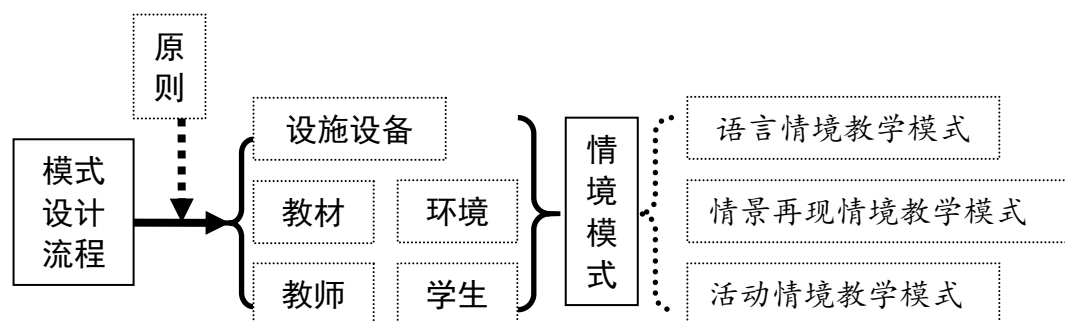 原
则
模式
设计
流程
设施设备
教材
环境
教师
学生
情
境
模
式
语言情境教学模式
情景再现情境教学模式
活动情境教学模式